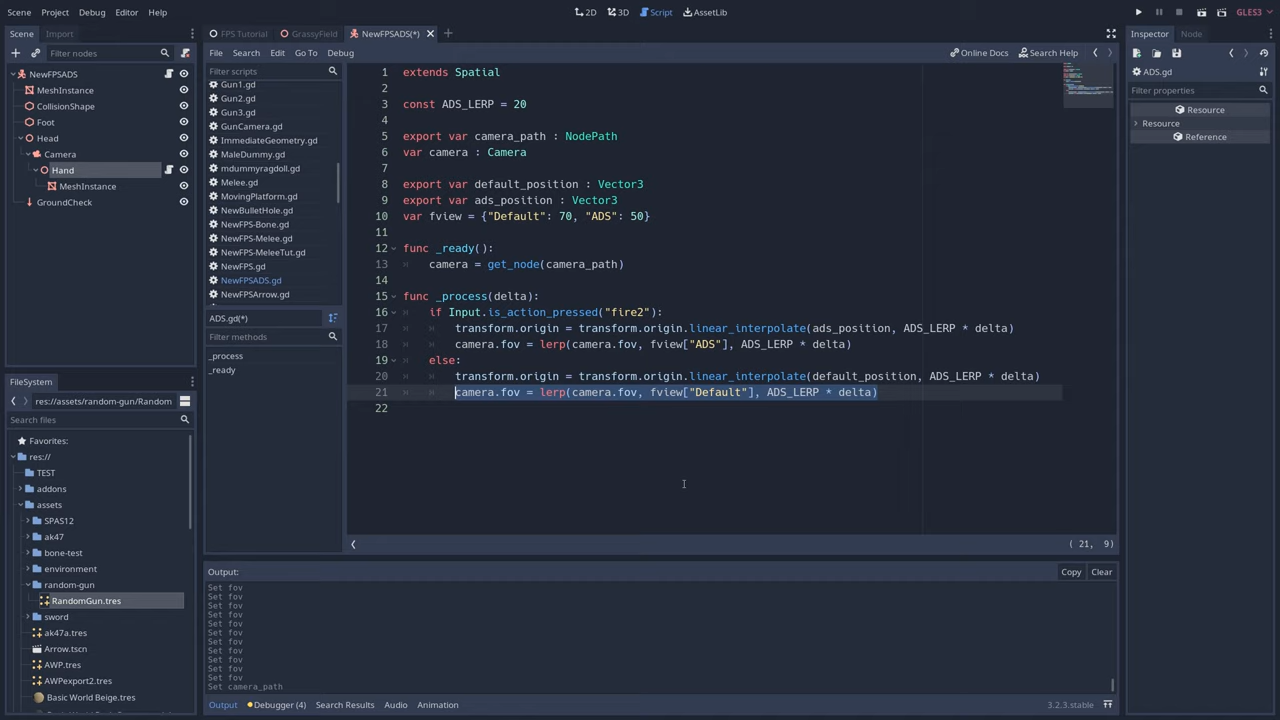 Scene Project Debug Editor Help
2D 3D Script AssetLib
GLES3
Scene Import
Filter nodes
NewFPSADS
MeshInstance
CollisionShape
Foot
Head
Camera
Hand
MeshInstance
GroundCheck
FileSystem
res://assets/random-gun/Random
Search files
Favorites:
res://
TEST
addons
assets
SPAS12
ak47
bone-test
environment
random-gun
RandomGun.tres
sword
ak47a.tres
Arrow.tscn
AWP.tres
AWPexport2.tres
Basic World Beige.tres
FPS Tutorial GrassyField NewFPSADS(*)
File Search Edit Go To Debug
Online Docs Search Help
Filter scripts
Gun1.gd
Gun2.gd
Gun3.gd
GunCamera.gd
ImmediateGeometry.gd
MaleDummy.gd
mdummyragdoll.gd
Melee.gd
MovingPlatform.gd
NewBulletHole.gd
NewFPS-Bone.gd
NewFPS-Melee.gd
NewFPS-MeleeTut.gd
NewFPS.gd
NewFPSADS.gd
NewFPSArrow.gd
ADS.gd(*)
Filter methods
_process
_ready
1 extends Spatial
2
3 const ADS_LERP = 20
4
5 export var camera_path : NodePath
6 var camera : Camera
7
8 export var default_position : Vector3
9 export var ads_position : Vector3
10 var fview = {"Default": 70, "ADS": 50}
11
12 func _ready():
13 camera = get_node(camera_path)
14
15 func _process(delta):
16 if Input.is_action_pressed("fire2"):
17 transform.origin = transform.origin.linear_interpolate(ads_position, ADS_LERP * delta)
18 camera.fov = lerp(camera.fov, fview["ADS"], ADS_LERP * delta)
19 else:
20 transform.origin = transform.origin.linear_interpolate(default_position, ADS_LERP * delta)
21 camera.fov = lerp(camera.fov, fview["Default"], ADS_LERP * delta)
22
( 21, 9)
Output:
Copy Clear
Set fov
Set fov
Set fov
Set fov
Set fov
Set fov
Set fov
Set fov
Set fov
Set fov
Set fov
Set camera_path
Output Debugger (4) Search Results Audio Animation
3.2.3.stable
Inspector Node
ADS.gd
Filter properties
Resource
Resource
Reference